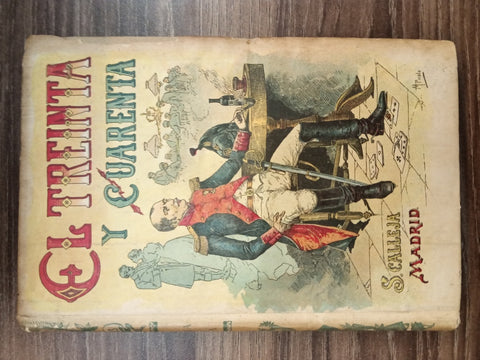 EL TREINTA
Y CUARENTA
S. CALLEJA
MADRID